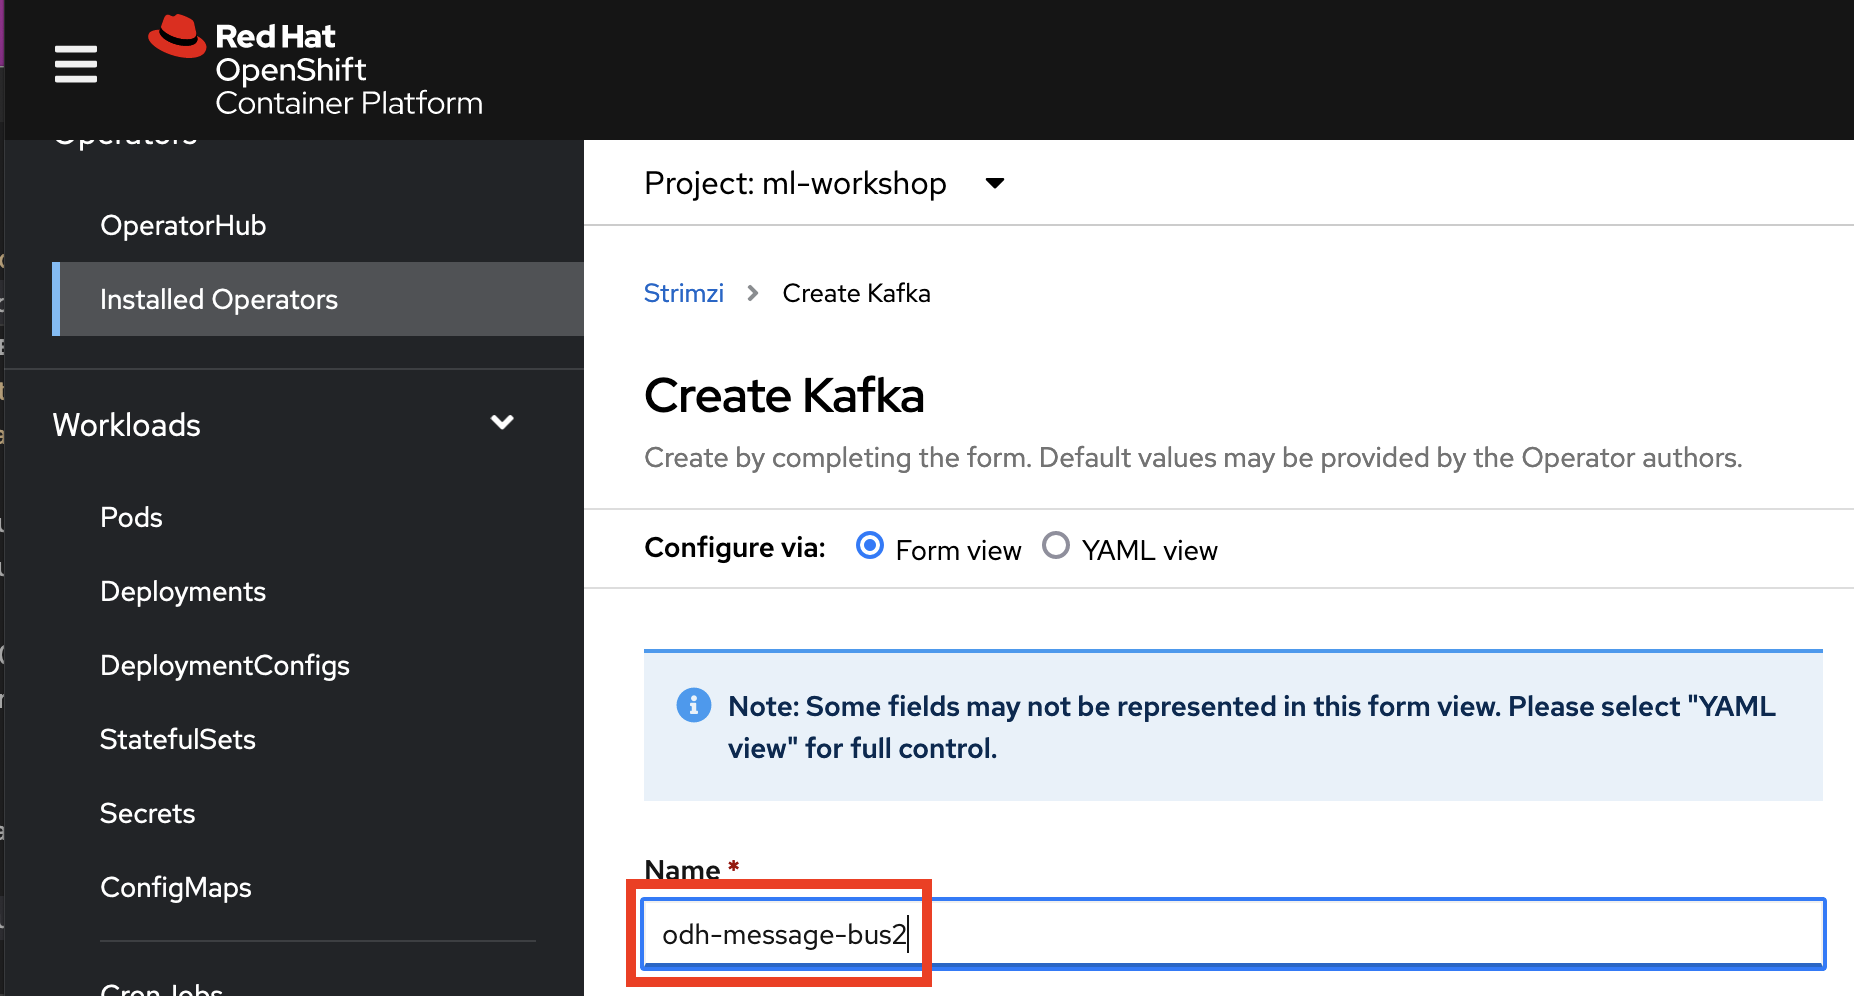 Red Hat
OpenShift
Container Platform
Operators
OperatorHub
Installed Operators
Workloads
Pods
Deployments
DeploymentConfigs
StatefulSets
Secrets
ConfigMaps
CronJobs
Project: ml-workshop
Strimzi > Create Kafka
Create Kafka
Create by completing the form. Default values may be provided by the Operator authors.
Configure via: Form view YAML view
Note: Some fields may not be represented in this form view. Please select "YAML
view" for full control.
Name *
odh-message-bus2